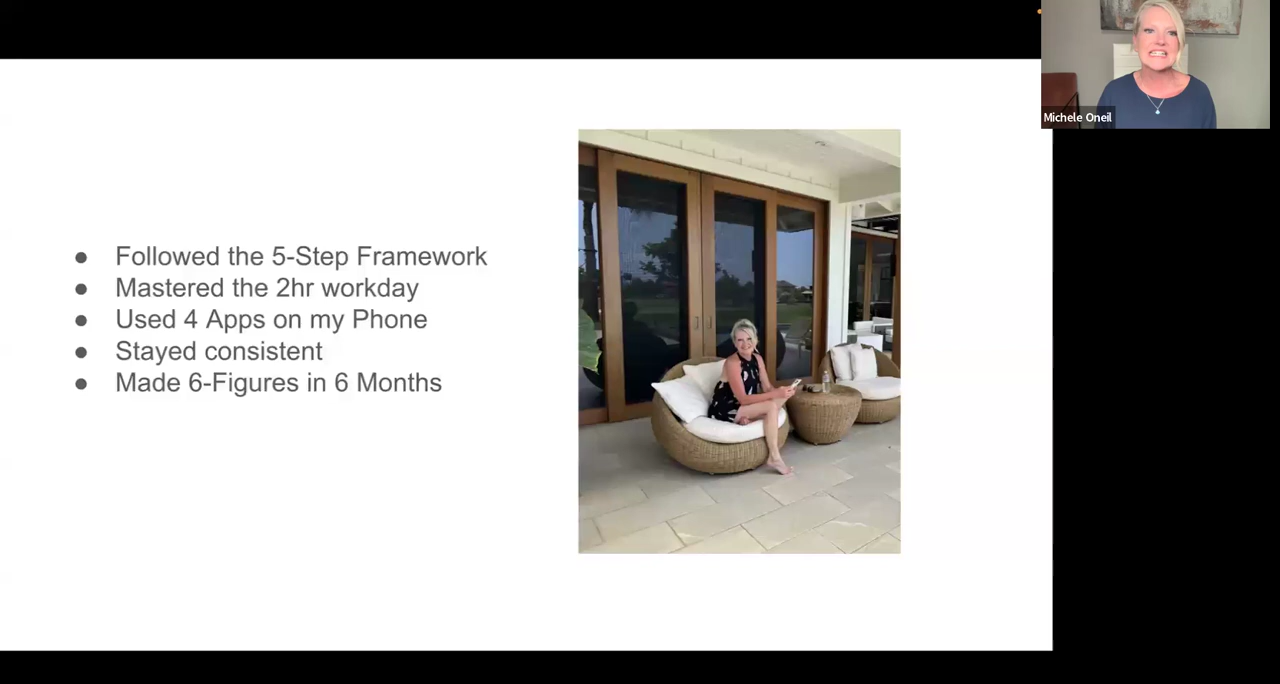 Michele Oneil
● Followed the 5-Step Framework
● Mastered the 2hr workday
● Used 4 Apps on my Phone
● Stayed consistent
● Made 6-Figures in 6 Months